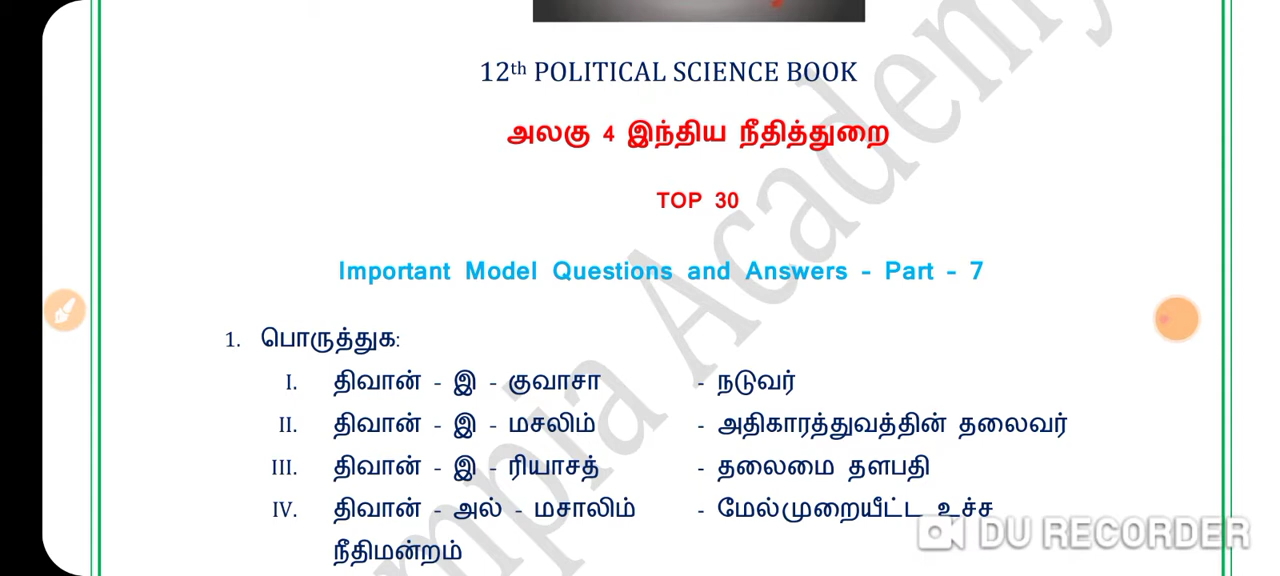 12th POLITICAL SCIENCE BOOK
அலகு 4 இந்திய நீதித்துறை
TOP 30
Important Model Questions and Answers - Part - 7
1. பொருத்துக:
I. திவான் - இ - குவாசா - நடுவர்
II. திவான் - இ - மசலிம் - அதிகாரத்துவத்தின் தலைவர்
III. திவான் - இ - ரியாசத் - தலைமை தளபதி
IV. திவான் - அல் - மசாலிம் - மேல்முறையீட்ட உச்ச
நீதிமன்றம்
mpia Academy
DU RECORDER